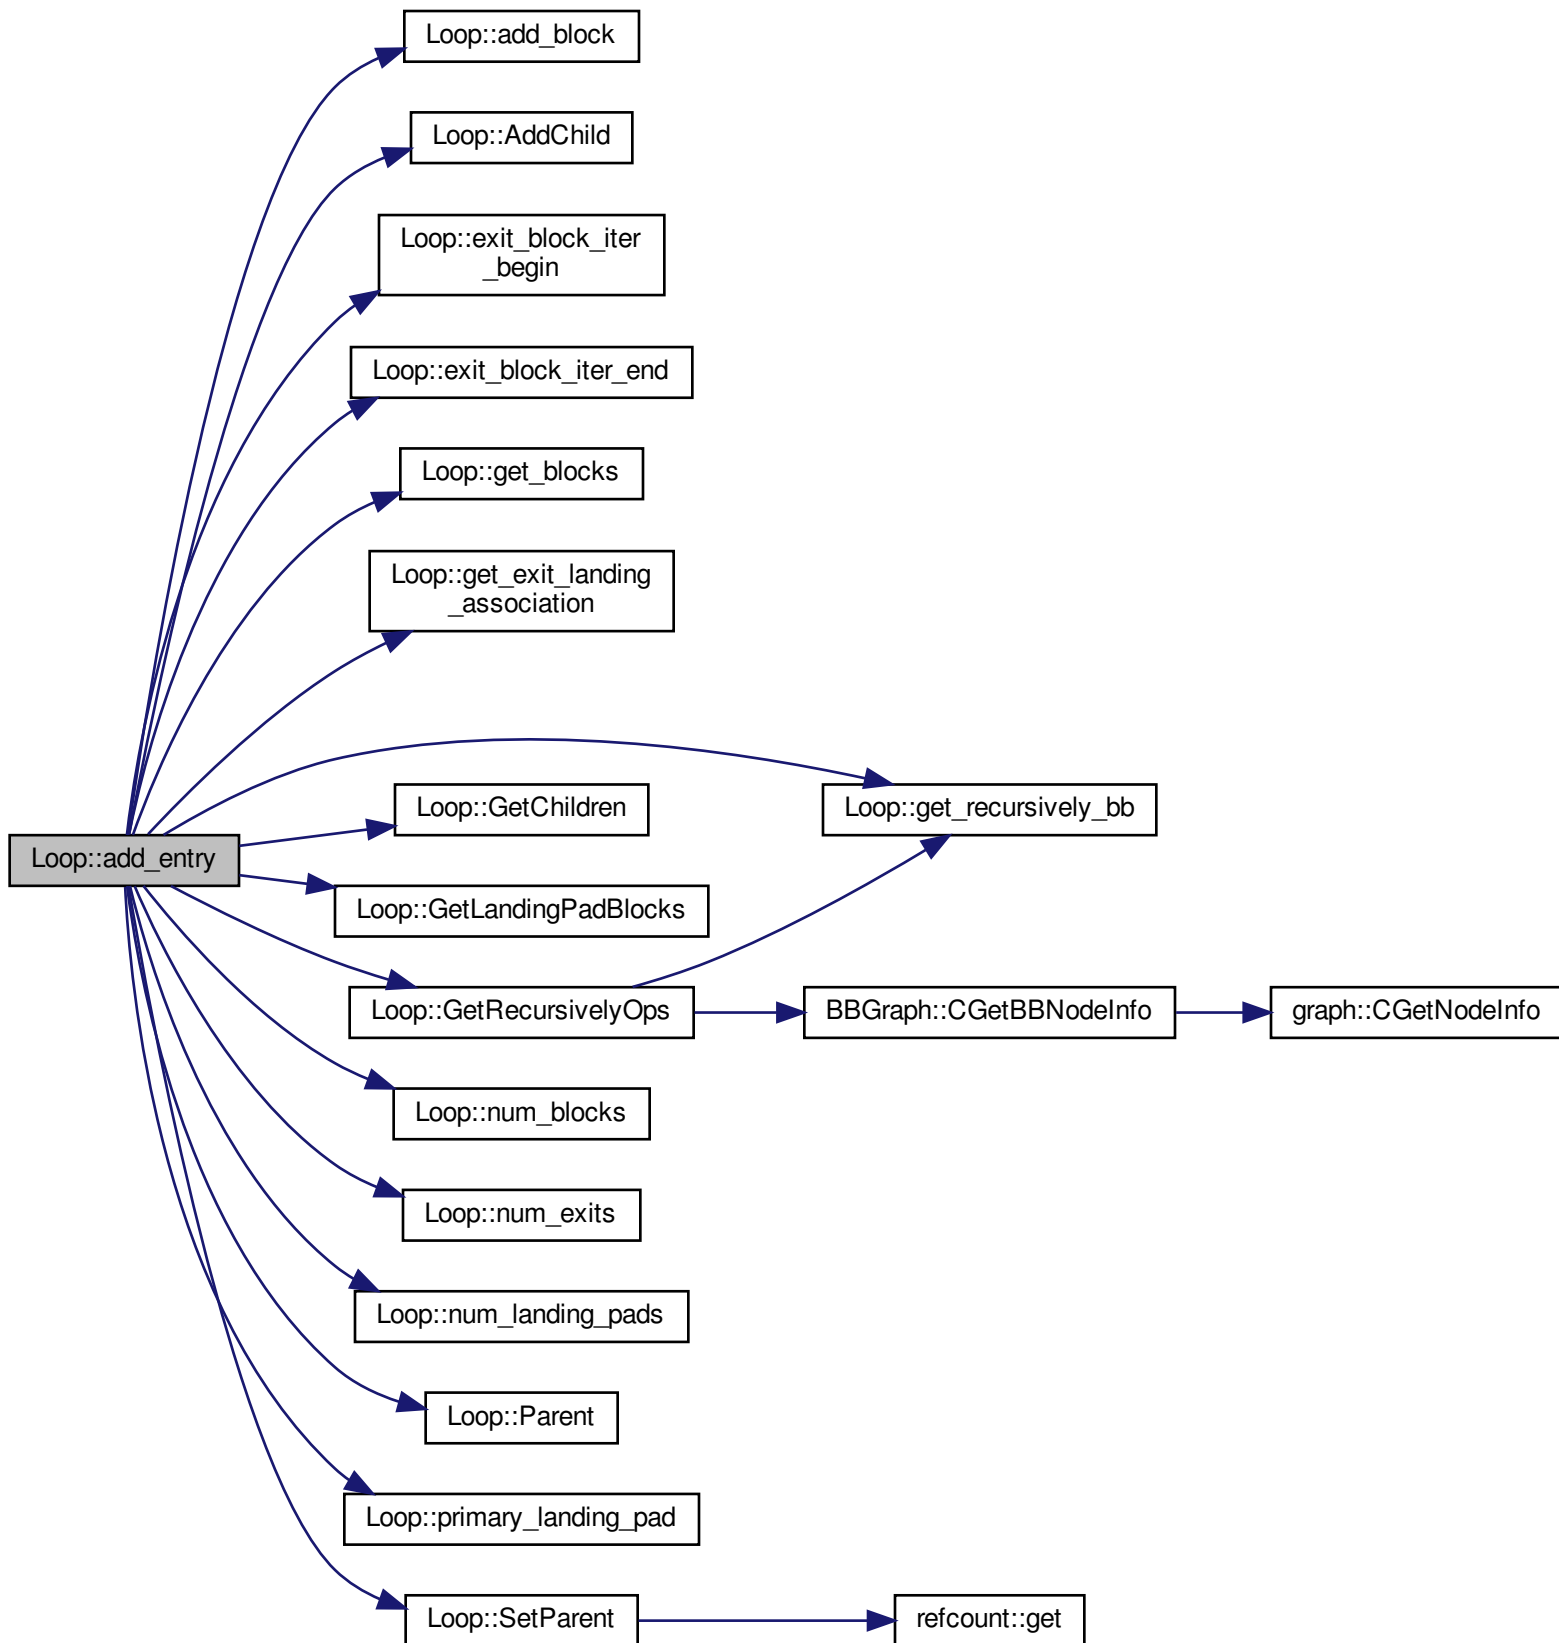 Loop::add_block
Loop::AddChild
Loop::exit_block_iter
_begin
Loop::exit_block_iter_end
Loop::get_blocks
Loop::get_exit_landing
_association
Loop::GetChildren
Loop::get_recursively_bb
Loop::add_entry
Loop::GetLandingPadBlocks
Loop::GetRecursivelyOps
BBGraph::CGetBBNodeInfo
graph::CGetNodeInfo
Loop::num_blocks
Loop::num_exits
Loop::num_landing_pads
Loop::Parent
Loop::primary_landing_pad
Loop::SetParent
refcount::get